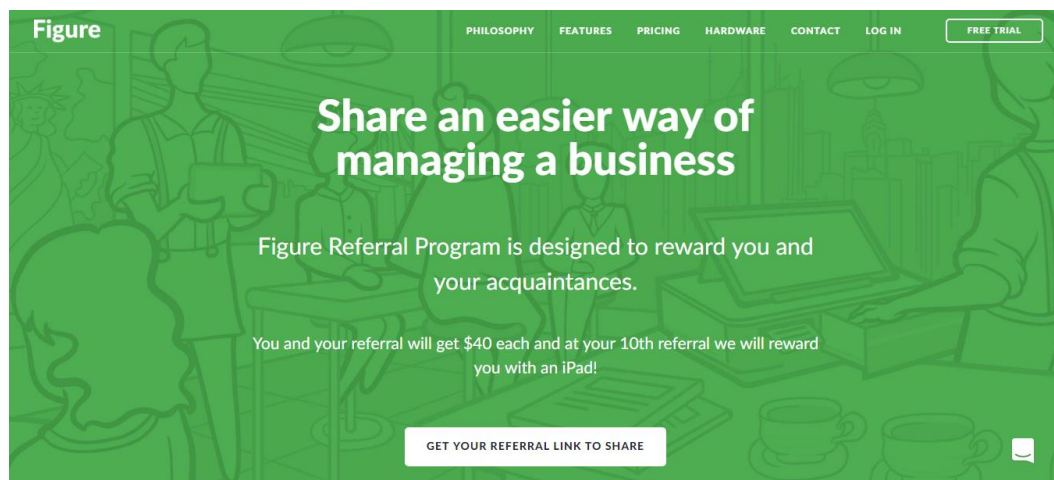 Figure
PHILOSOPHY FEATURES PRICING HARDWARE CONTACT LOG IN FREE TRIAL
Share an easier way of
managing a business
Figure Referral Program is designed to reward you and
your acquaintances.
You and your referral will get $40 each and at your 10th referral we will reward
you with an iPad!
GET YOUR REFERRAL LINK TO SHARE